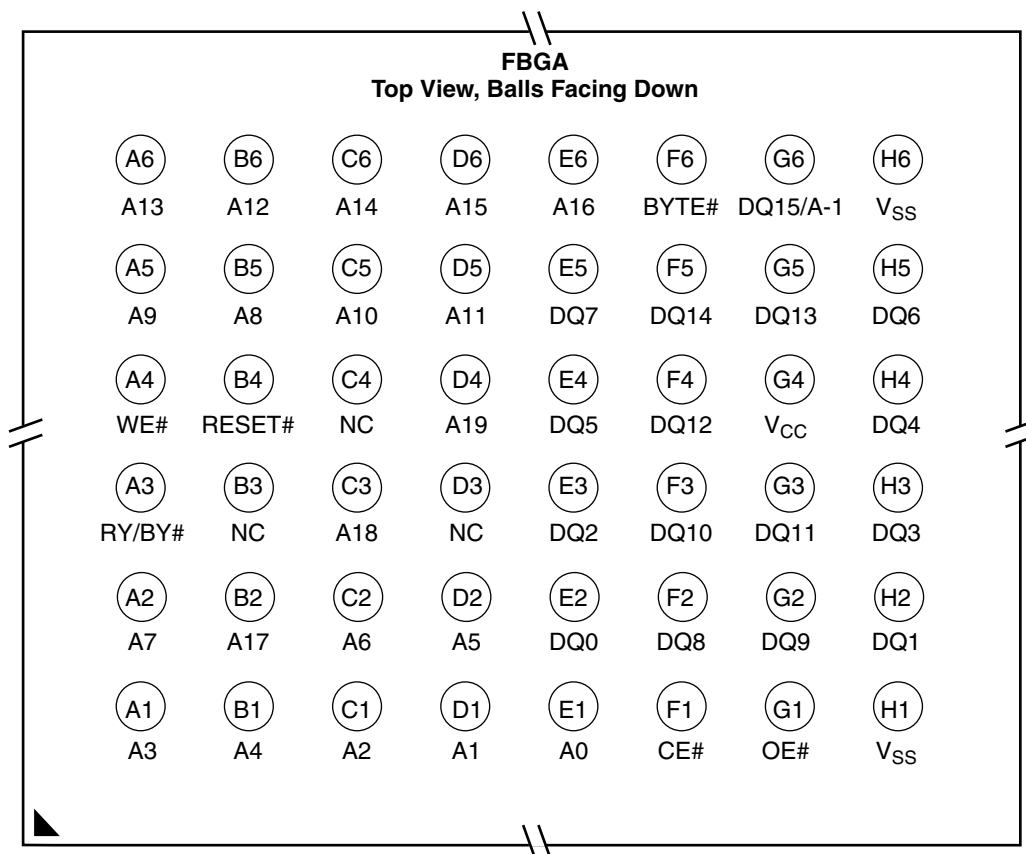 FBGA
Top View, Balls Facing Down
A6 B6 C6 D6 E6 F6 G6 H6
A13 A12 A14 A15 A16 BYTE# DQ15/A-1 VSS
A5 B5 C5 D5 E5 F5 G5 H5
A9 A8 A10 A11 DQ7 DQ14 DQ13 DQ6
A4 B4 C4 D4 E4 F4 G4 H4
WE# RESET# NC A19 DQ5 DQ12 VCC DQ4
A3 B3 C3 D3 E3 F3 G3 H3
RY/BY# NC A18 NC DQ2 DQ10 DQ11 DQ3
A2 B2 C2 D2 E2 F2 G2 H2
A7 A17 A6 A5 DQ0 DQ8 DQ9 DQ1
A1 B1 C1 D1 E1 F1 G1 H1
A3 A4 A2 A1 A0 CE# OE# VSS